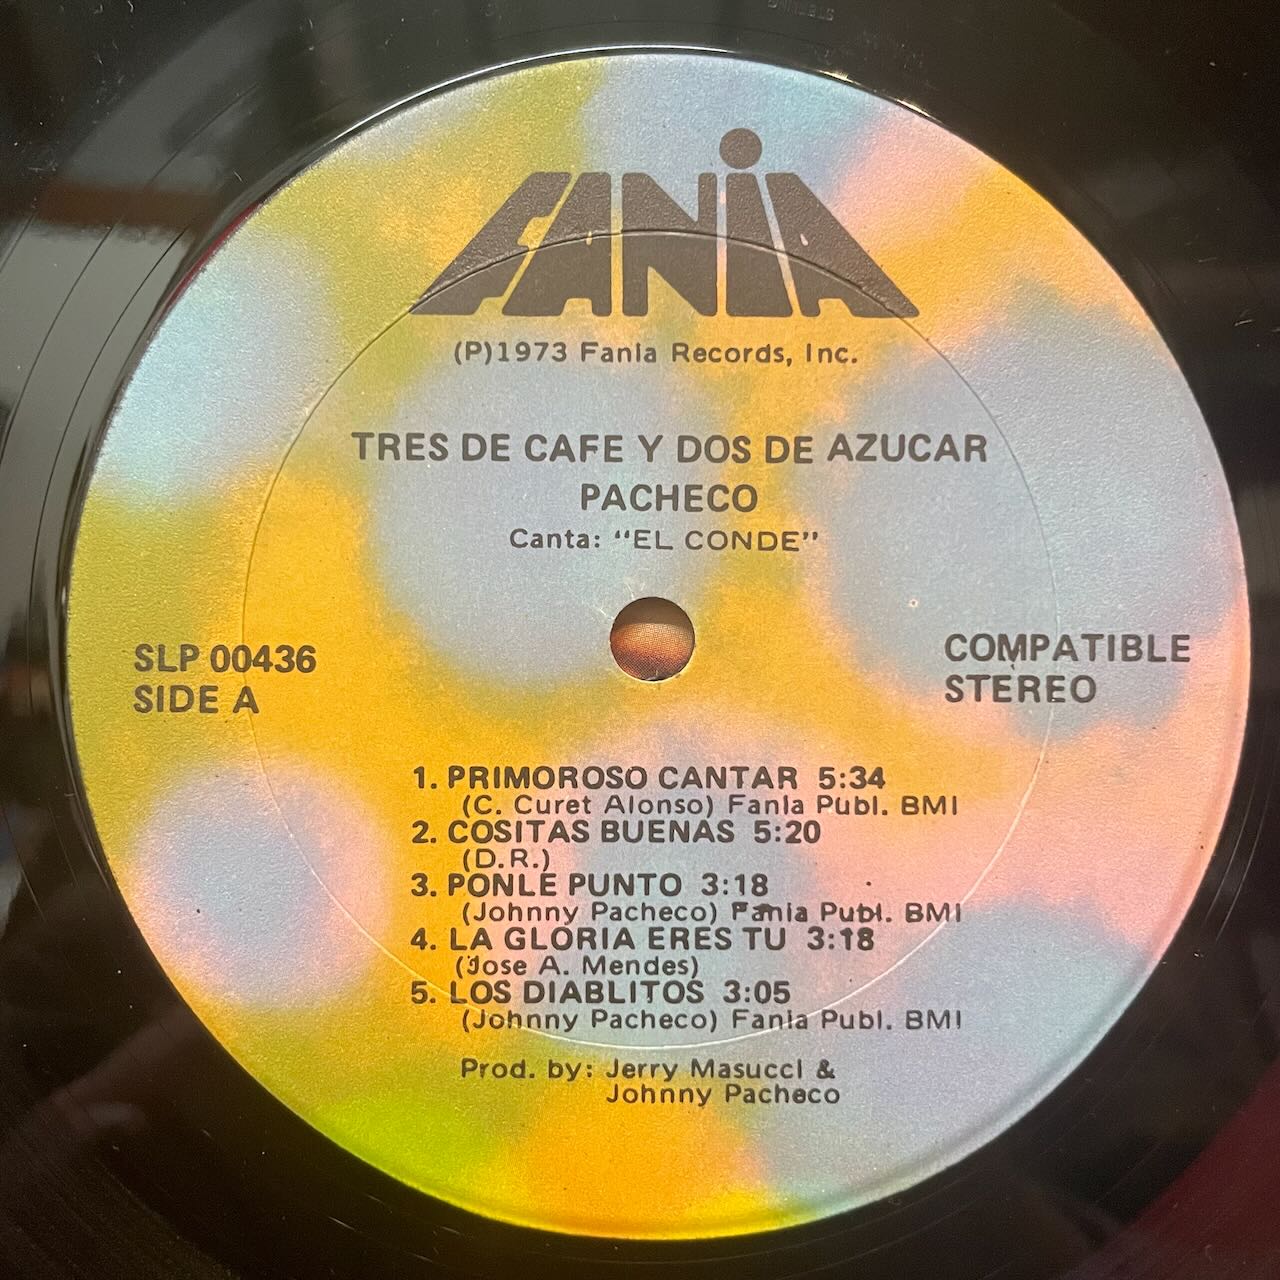 FANiA
(P)1973 Fania Records, Inc.
TRES DE CAFE Y DOS DE AZUCAR
PACHECO
Canta: “EL CONDE”
SLP 00436
SIDE A
COMPATIBLE
STEREO
1. PRIMOROSO CANTAR 5:34
(C. Curet Alonso) Fania Publ. BMI
2. COSITAS BUENAS 5:20
(D.R.)
3. PONLE PUNTO 3:18
(Johnny Pacheco) Fania Publ. BMI
4. LA GLORIA ERES TU 3:18
(Jose A. Mendes)
5. LOS DIABLITOS 3:05
(Johnny Pacheco) Fania Publ. BMI
Prod. by: Jerry Masucci &
Johnny Pacheco